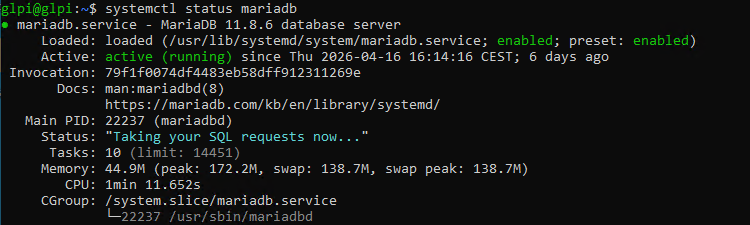 glpi@glpi:~$ systemctl status mariadb
● mariadb.service - MariaDB 11.8.6 database server
Loaded: loaded (/usr/lib/systemd/system/mariadb.service; enabled; preset: enabled)
Active: active (running) since Thu 2026-04-16 16:14:16 CEST; 6 days ago
Invocation: 79f1f0074df4483eb58dff912311269e
Docs: man:mariadbd(8)
https://mariadb.com/kb/en/library/systemd/
Main PID: 22237 (mariadbd)
Status: "Taking your SQL requests now..."
Tasks: 10 (limit: 14451)
Memory: 44.9M (peak: 172.2M, swap: 138.7M, swap peak: 138.7M)
CPU: 1min 11.652s
CGroup: /system.slice/mariadb.service
└─22237 /usr/sbin/mariadbd